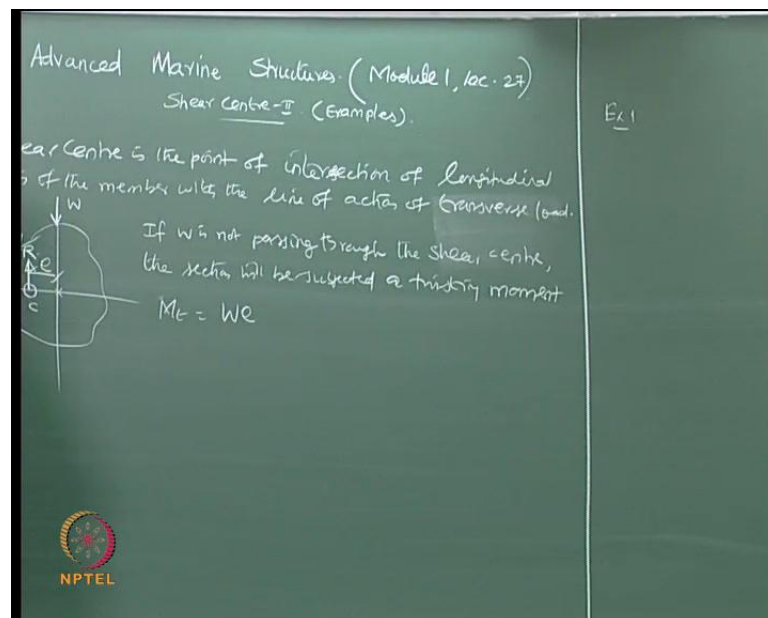 Advanced Marine Structures. (Module 1, lec. 27)
Shear Centre-II (Examples).
ear Centre is the point of intersection of longitudinal
s of the member with the line of action of transverse load.
W
If W is not passing through the shear centre,
the section will be subjected a twisting moment
R
e
C
Mt = We
Ex 1
NPTEL